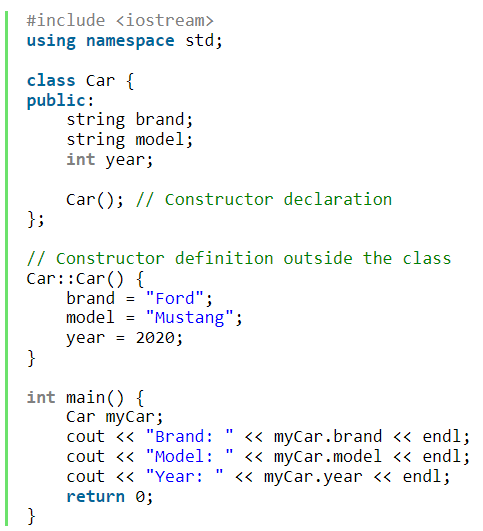 #include <iostream>
using namespace std;

class Car {
public:
    string brand;
    string model;
    int year;

    Car(); // Constructor declaration
};

// Constructor definition outside the class
Car::Car() {
    brand = "Ford";
    model = "Mustang";
    year = 2020;
}

int main() {
    Car myCar;
    cout << "Brand: " << myCar.brand << endl;
    cout << "Model: " << myCar.model << endl;
    cout << "Year: " << myCar.year << endl;
    return 0;
}